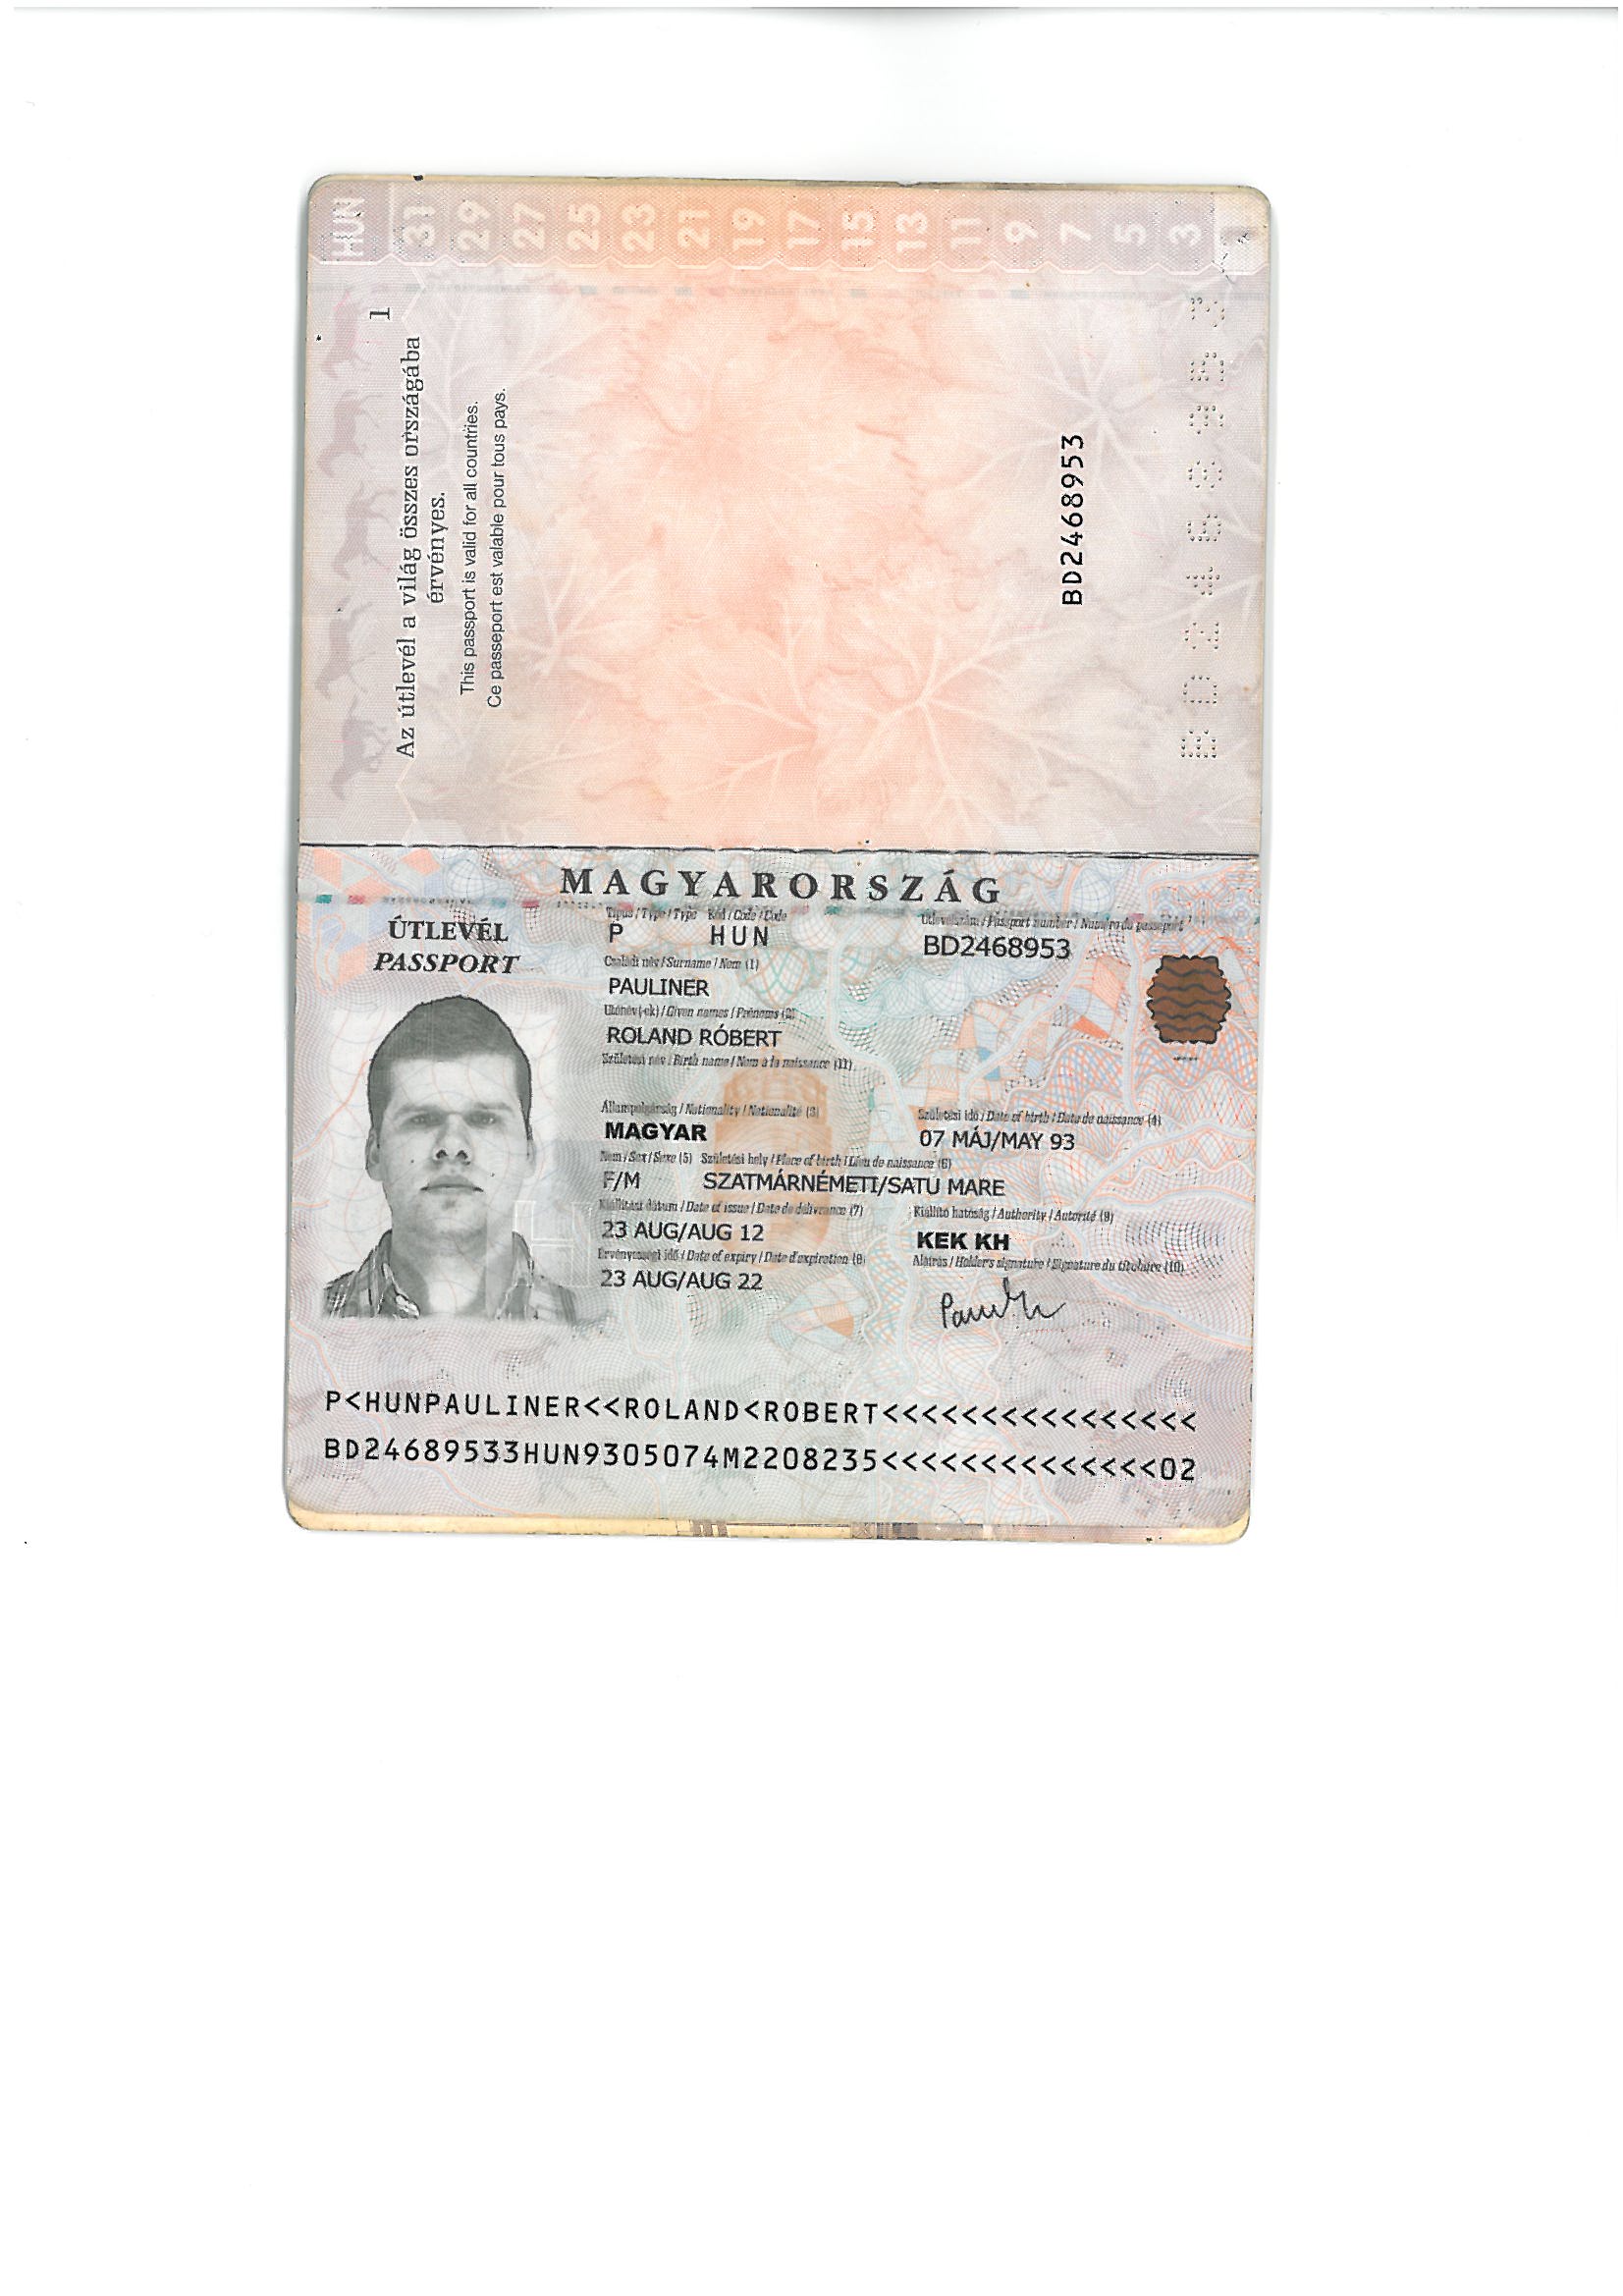 HUN 31 29 27 25 23 21 19 17 15 13 11 9 7 5 3 1
1
Az útlevél a világ összes országába
érvényes.
This passport is valid for all countries.
Ce passeport est valable pour tous pays.
BD2468953
BD2468953
MAGYARORSZÁG
ÚTLEVÉL
PASSPORT
Típus / Type / Type Kód / Code / Code
P HUN
Útlevélszám / Passport number / Numéro du passeport
BD2468953
Családi név / Surname / Nom (1)
PAULINER
Utónév(-ek) / Given names / Prénoms (2)
ROLAND RÓBERT
Születési név / Birth name / Nom à la naissance (11)
Állampolgárság / Nationality / Nationalité (3)
MAGYAR
Születési idő / Date of birth / Date de naissance (4)
07 MÁJ/MAY 93
Nem / Sex / Sexe (5) Születési hely / Place of birth / Lieu de naissance (6)
F/M SZATMÁRNÉMETI/SATU MARE
Kiállítási dátum / Date of issue / Date de délivrance (7)
23 AUG/AUG 12
Kiállító hatóság / Authority / Autorité (9)
KEK KH
Érvényességi idő / Date of expiry / Date d'expiration (8)
23 AUG/AUG 22
Aláírás / Holder's signature / Signature du titulaire (10)
P<HUNPAULINER<<ROLAND<ROBERT<<<<<<<<<<<<<<<<
BD24689533HUN9305074M2208235<<<<<<<<<<<<<<02